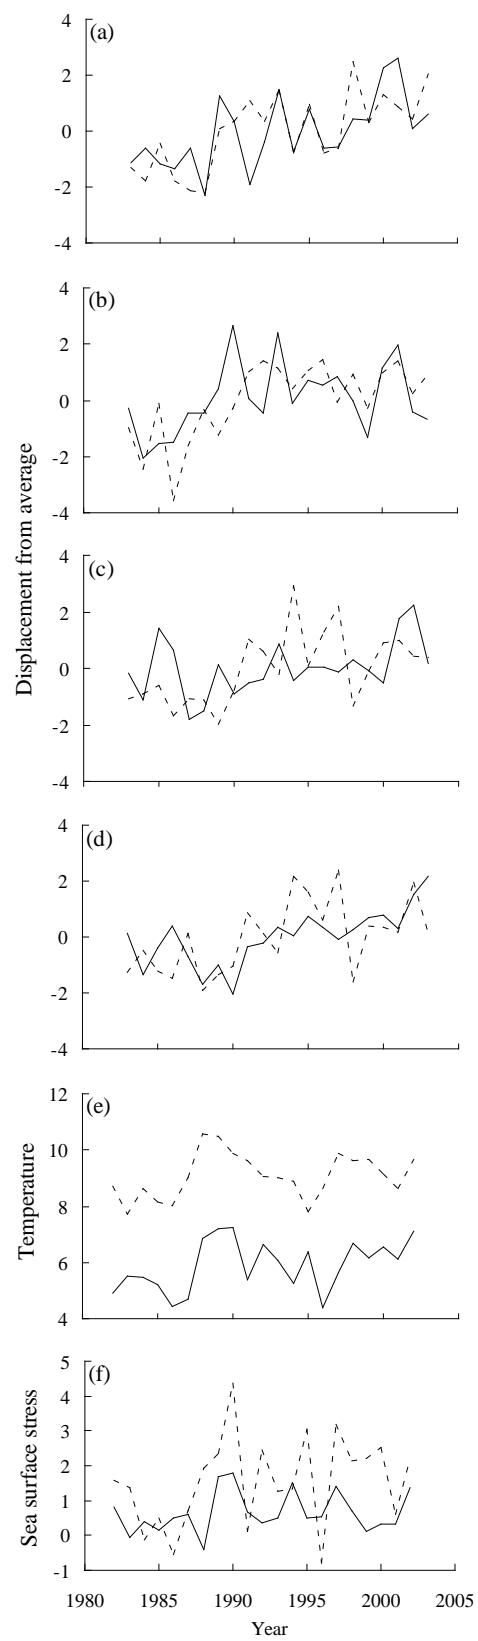 4
(a)
2
0
-2
-4
4
(b)
2
0
-2
-4
4
(c)
2
0
-2
-4
Displacement from average
4
(d)
2
0
-2
-4
12
(e)
10
8
6
4
Temperature
5
(f)
4
3
2
1
0
-1
Sea surface stress
1980 1985 1990 1995 2000 2005
Year